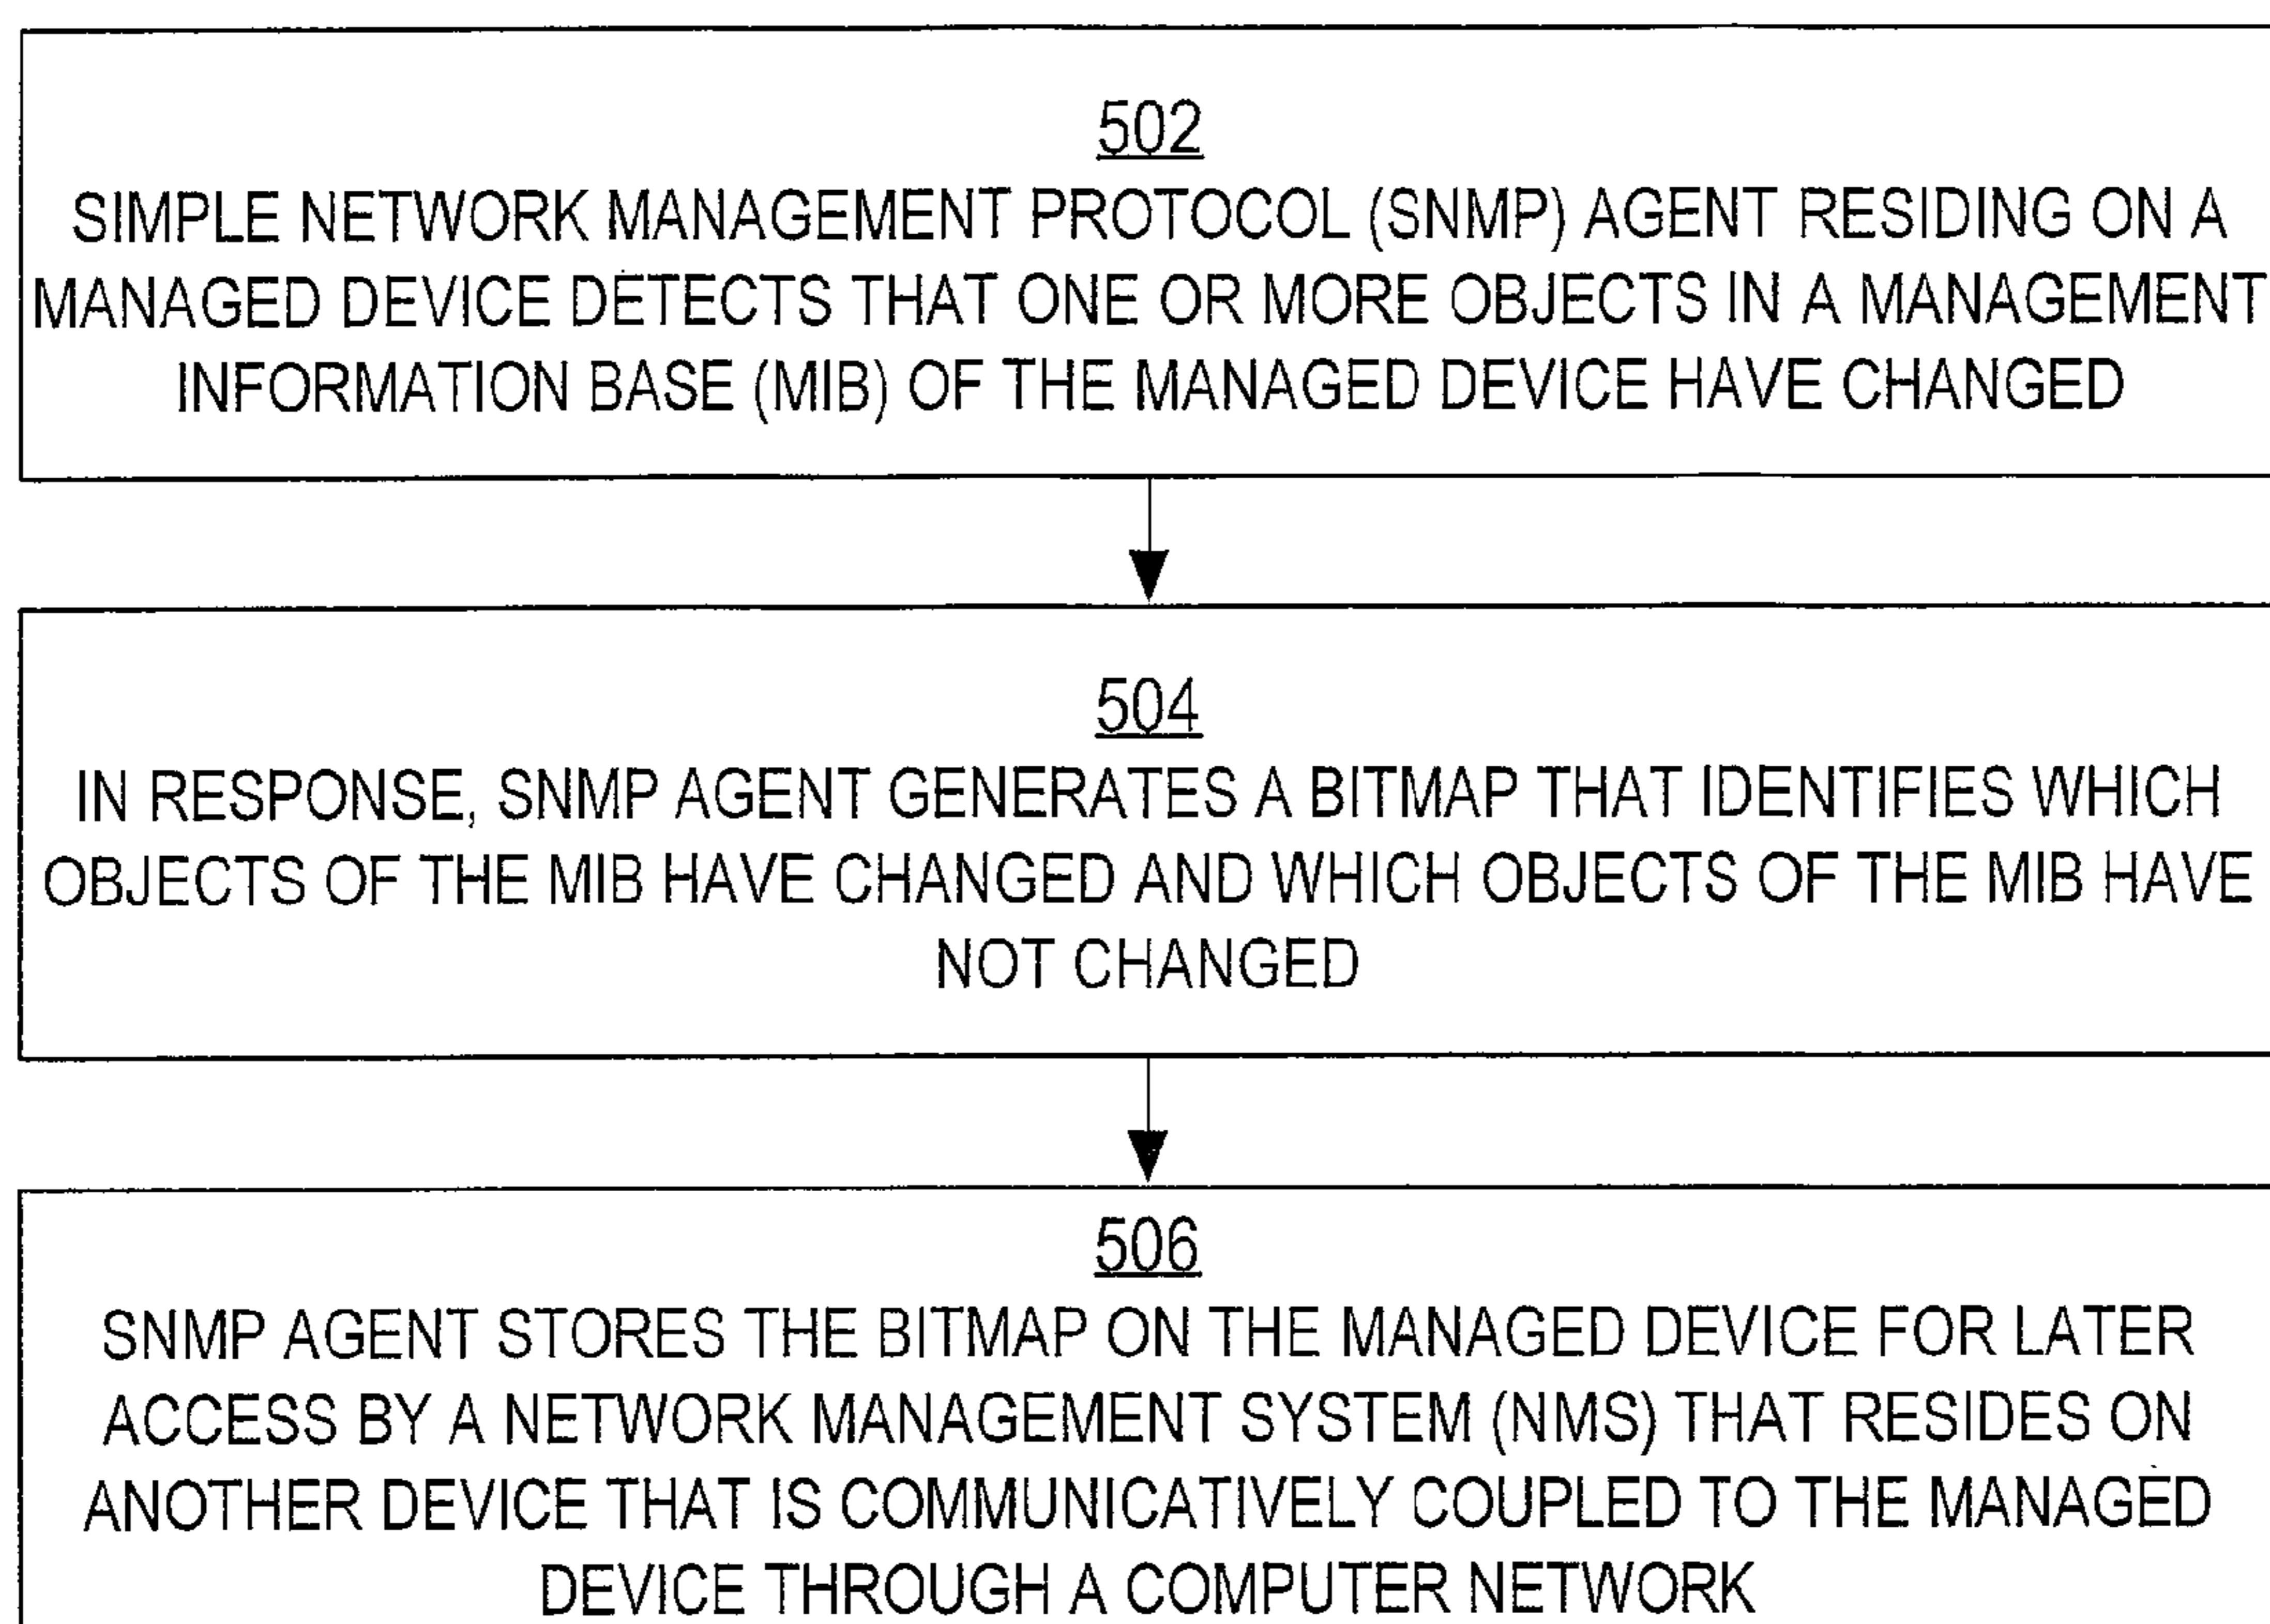 502
SIMPLE NETWORK MANAGEMENT PROTOCOL (SNMP) AGENT RESIDING ON A
MANAGED DEVICE DETECTS THAT ONE OR MORE OBJECTS IN A MANAGEMENT
INFORMATION BASE (MIB) OF THE MANAGED DEVICE HAVE CHANGED
504
IN RESPONSE, SNMP AGENT GENERATES A BITMAP THAT IDENTIFIES WHICH
OBJECTS OF THE MIB HAVE CHANGED AND WHICH OBJECTS OF THE MIB HAVE
NOT CHANGED
506
SNMP AGENT STORES THE BITMAP ON THE MANAGED DEVICE FOR LATER
ACCESS BY A NETWORK MANAGEMENT SYSTEM (NMS) THAT RESIDES ON
ANOTHER DEVICE THAT IS COMMUNICATIVELY COUPLED TO THE MANAGED
DEVICE THROUGH A COMPUTER NETWORK